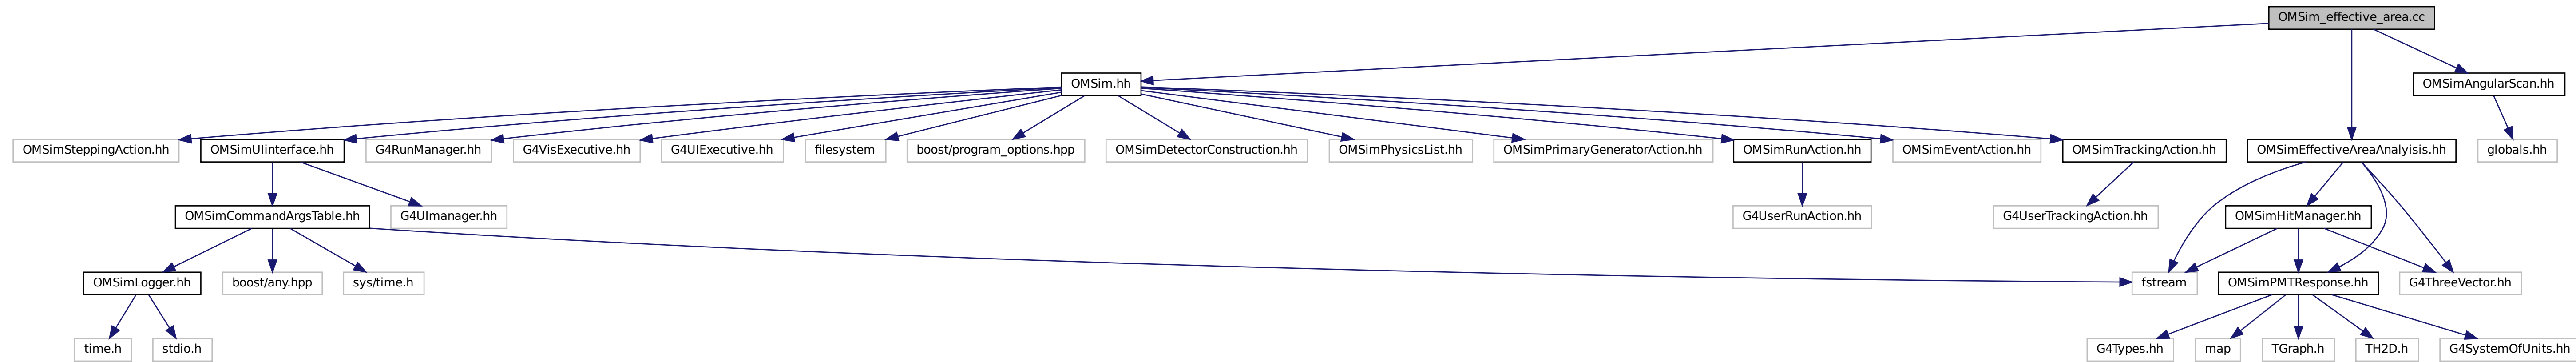 OMSim_effective_area.cc
OMSim.hh
OMSimAngularScan.hh
OMSimSteppingAction.hh
OMSimUIinterface.hh
G4RunManager.hh
G4VisExecutive.hh
G4UIExecutive.hh
filesystem
boost/program_options.hpp
OMSimDetectorConstruction.hh
OMSimPhysicsList.hh
OMSimPrimaryGeneratorAction.hh
OMSimRunAction.hh
OMSimEventAction.hh
OMSimTrackingAction.hh
OMSimEffectiveAreaAnalyisis.hh
globals.hh
OMSimCommandArgsTable.hh
G4UImanager.hh
G4UserRunAction.hh
G4UserTrackingAction.hh
OMSimHitManager.hh
OMSimLogger.hh
boost/any.hpp
sys/time.h
fstream
OMSimPMTResponse.hh
G4ThreeVector.hh
time.h
stdio.h
G4Types.hh
map
TGraph.h
TH2D.h
G4SystemOfUnits.hh